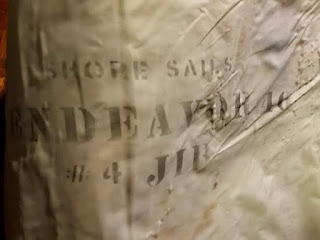 SHORE SAILS
ENDEAVOR 40
# 4 JIB